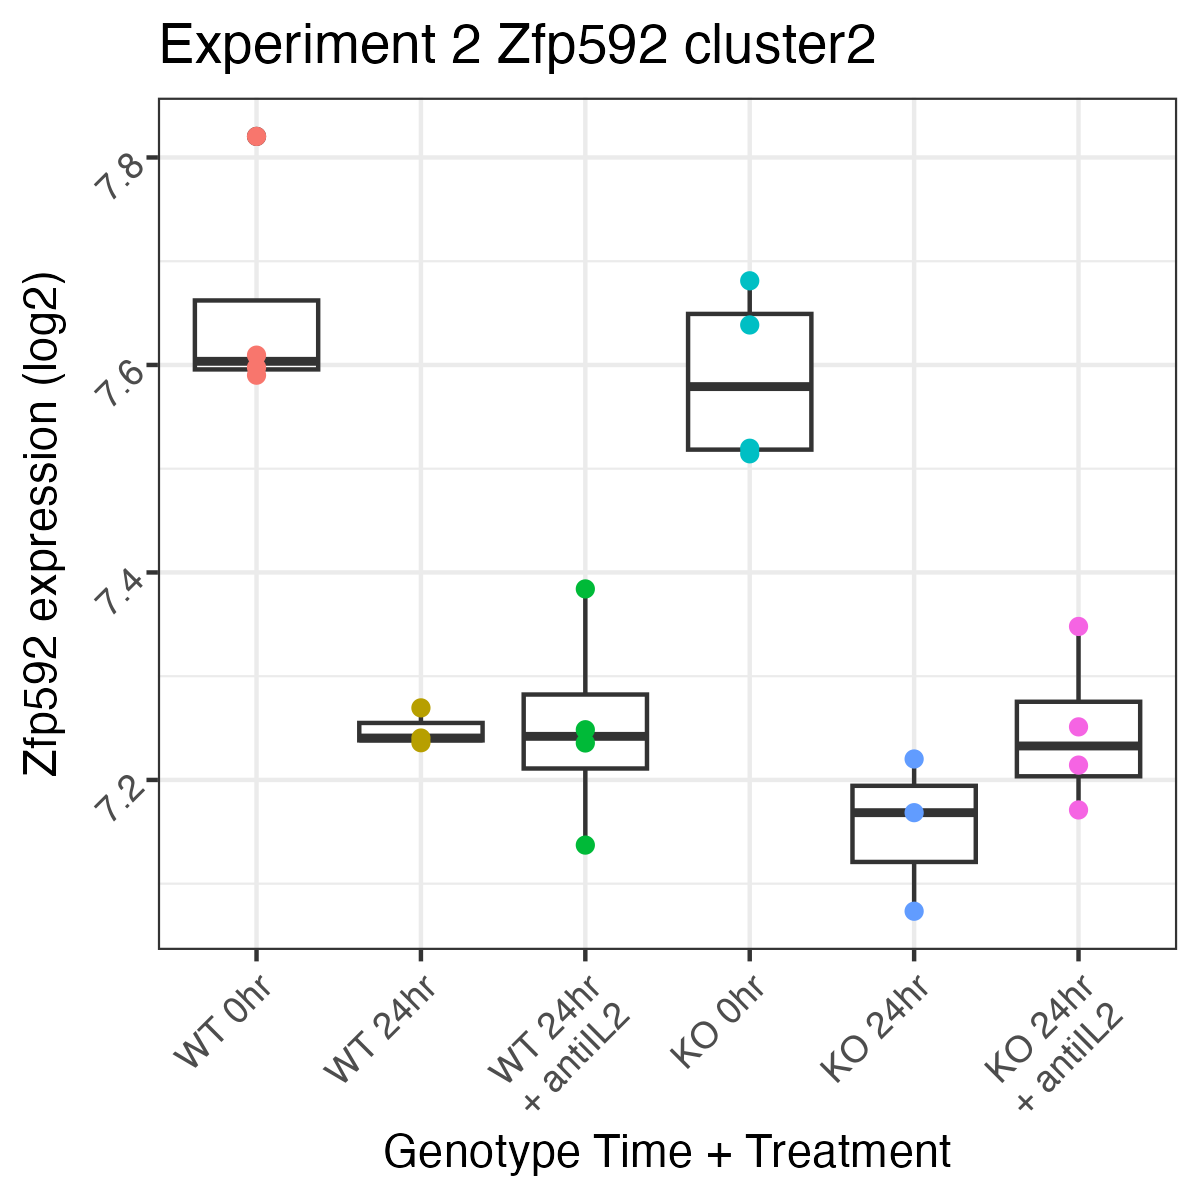 Experiment 2 Zfp592 cluster2
Zfp592 expression (log2)
7.8
7.6
7.4
7.2
WT 0hr
WT 24hr
WT 24hr
+ antiIL2
KO 0hr
KO 24hr
KO 24hr
+ antiIL2
Genotype Time + Treatment